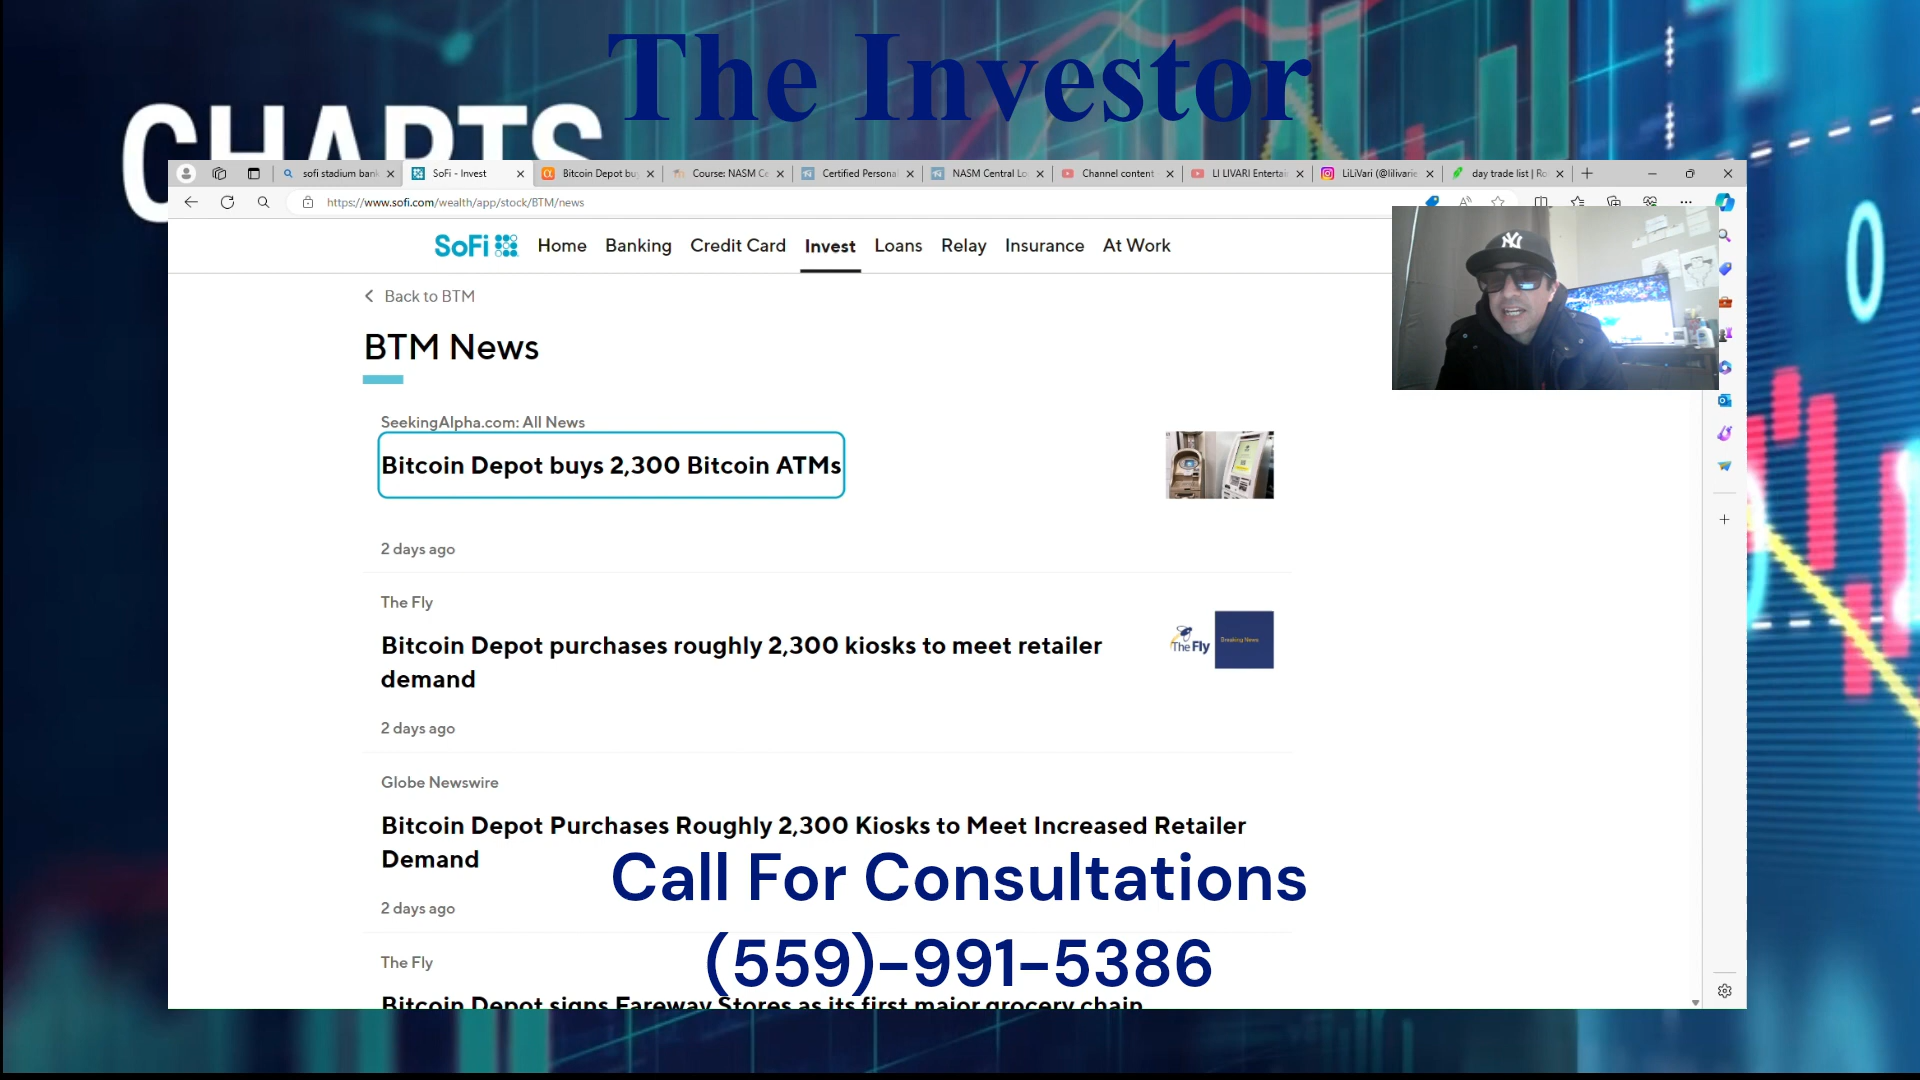 The Investor
CHARTS
sofi stadium bank
SoFi - Invest
Bitcoin Depot bu
Course: NASM Ce
Certified Persona
NASM Central Lo
Channel content
LI LIVARI Enterta
LiLiVari (@lilivarie
day trade list | Ro
https://www.sofi.com/wealth/app/stock/BTM/news
SoFi
Home Banking Credit Card Invest Loans Relay Insurance At Work
Back to BTM
BTM News
SeekingAlpha.com: All News
Bitcoin Depot buys 2,300 Bitcoin ATMs
2 days ago
The Fly
Bitcoin Depot purchases roughly 2,300 kiosks to meet retailer
demand
The Fly
Breaking News
2 days ago
Globe Newswire
Bitcoin Depot Purchases Roughly 2,300 Kiosks to Meet Increased Retailer
Demand
2 days ago
The Fly
Bitcoin Depot signs Fareway Stores as its first major grocery chain
Call For Consultations
(559)-991-5386
0